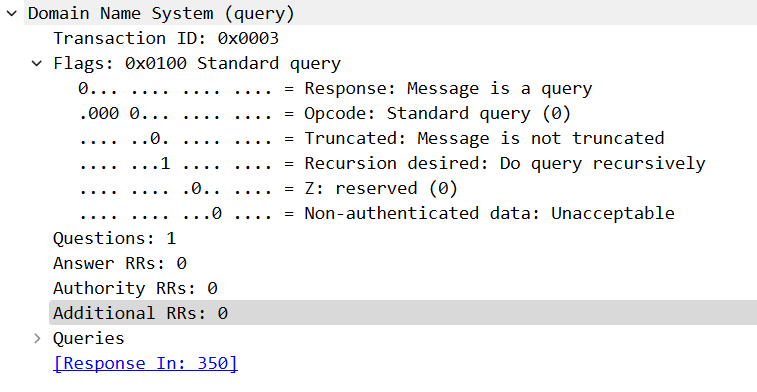 Domain Name System (query)
Transaction ID: 0x0003
Flags: 0x0100 Standard query
0... .... .... .... = Response: Message is a query
.000 0... .... .... = Opcode: Standard query (0)
.... ..0. .... .... = Truncated: Message is not truncated
.... ...1 .... .... = Recursion desired: Do query recursively
.... .... .0.. .... = Z: reserved (0)
.... .... ...0 .... = Non-authenticated data: Unacceptable
Questions: 1
Answer RRs: 0
Authority RRs: 0
Additional RRs: 0
Queries
[Response In: 350]